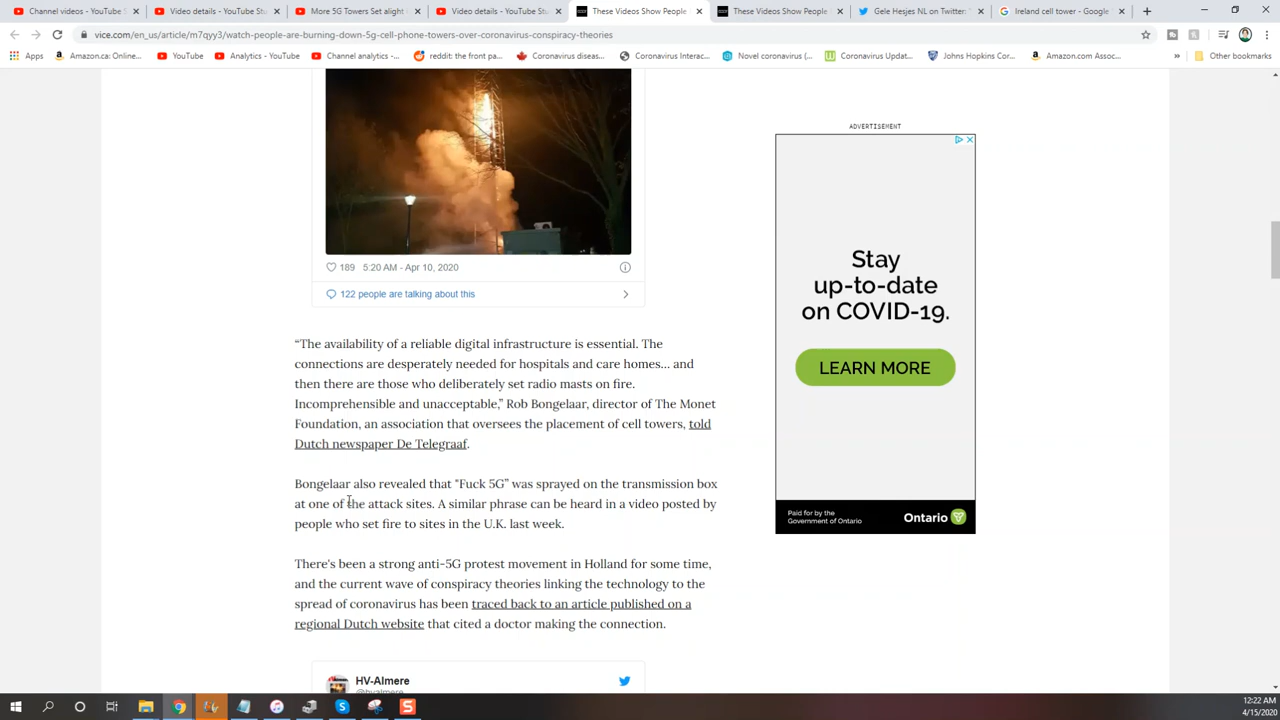 Channel videos - YouTube St
Video details - YouTube Stu
More 5G Towers Set alight
Video details - YouTube Stu
These Videos Show People
These Videos Show People
Gele Hesjes NL on Twitter:
Ireland cell tower - Google
vice.com/en_us/article/m7qyy3/watch-people-are-burning-down-5g-cell-phone-towers-over-coronavirus-conspiracy-theories
Apps
Amazon.ca: Online...
YouTube
Analytics - YouTube
Channel analytics -...
reddit: the front pa...
Coronavirus diseas...
Coronavirus Interac...
Novel coronavirus (...
Coronavirus Updat...
Johns Hopkins Cor...
Amazon.com Assoc...
»
Other bookmarks
189 5:20 AM - Apr 10, 2020
122 people are talking about this
“The availability of a reliable digital infrastructure is essential. The
connections are desperately needed for hospitals and care homes… and
then there are those who deliberately set radio masts on fire.
Incomprehensible and unacceptable,” Rob Bongelaar, director of The Monet
Foundation, an association that oversees the placement of cell towers, told
Dutch newspaper De Telegraaf.
Bongelaar also revealed that “Fuck 5G” was sprayed on the transmission box
at one of the attack sites. A similar phrase can be heard in a video posted by
people who set fire to sites in the U.K. last week.
There's been a strong anti-5G protest movement in Holland for some time,
and the current wave of conspiracy theories linking the technology to the
spread of coronavirus has been traced back to an article published on a
regional Dutch website that cited a doctor making the connection.
HV-Almere
@hvalmere
ADVERTISEMENT
Stay
up-to-date
on COVID-19.
LEARN MORE
Paid for by the
Government of Ontario
Ontario
12:22 AM
4/15/2020